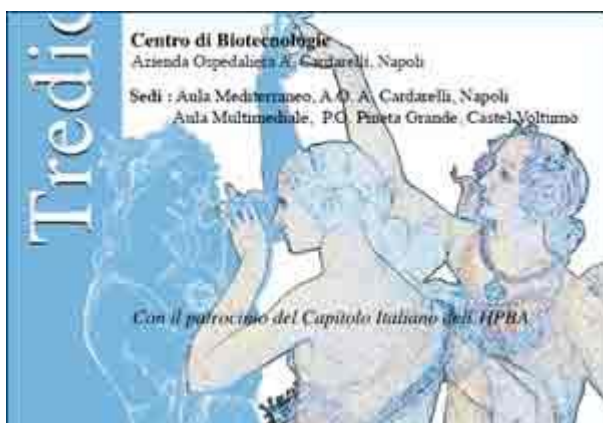 Tredic
Centro di Biotecnologie
Azienda Ospedaliera A. Cardarelli, Napoli
Sedi : Aula Mediterraneo, A.O. A. Cardarelli, Napoli
Aula Multimediale, P.O. Pineta Grande, Castel Volturno
Con il patrocinio del Capitolo Italiano dell'HPBA